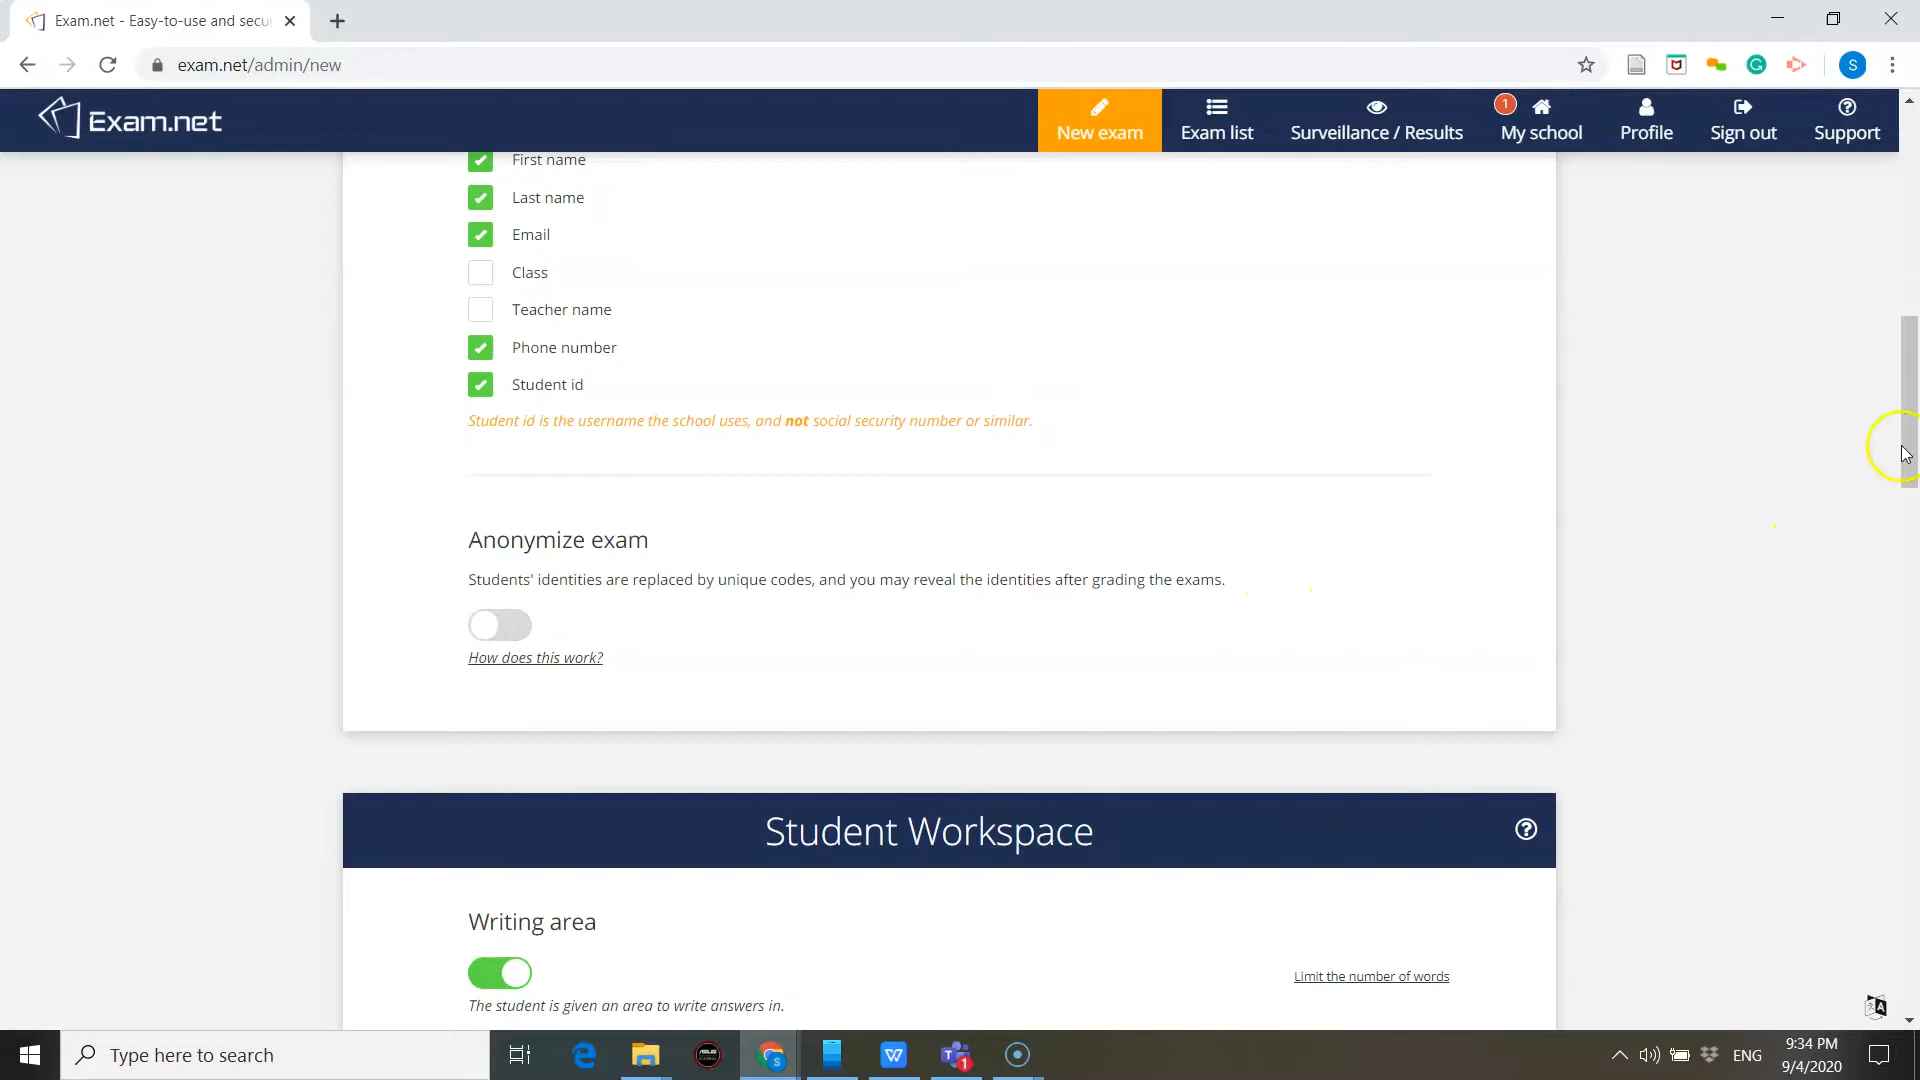 Exam.net - Easy-to-use and secu
exam.net/admin/new
S
Exam.net
New exam
Exam list
Surveillance / Results
1
My school
Profile
Sign out
Support
First name
Last name
Email
Class
Teacher name
Phone number
Student id
Student id is the username the school uses, and not social security number or similar.
Anonymize exam
Students' identities are replaced by unique codes, and you may reveal the identities after grading the exams.
How does this work?
Student Workspace
Writing area
Limit the number of words
The student is given an area to write answers in.
Type here to search
ENG
9:34 PM
9/4/2020